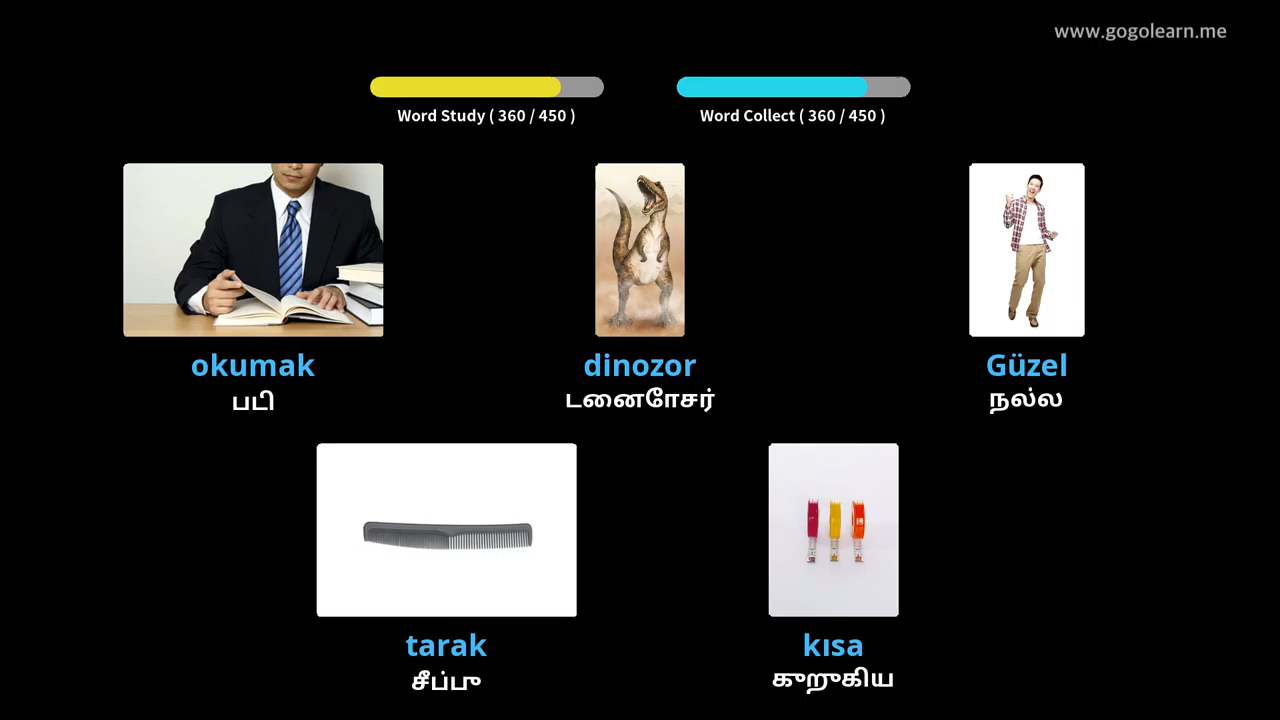 www.gogolearn.me
Word Study ( 360 / 450 )
Word Collect ( 360 / 450 )
okumak
படி
dinozor
டைனோசர்
Güzel
நல்ல
tarak
சீப்பு
kısa
குறுகிய